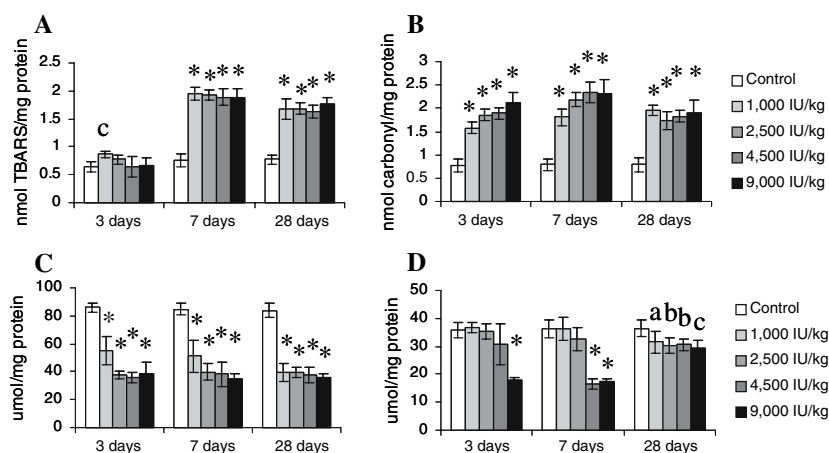 A
nmol TBARS/mg protein
2.5
2
1.5
1
0.5
0
c
* * * *
* * * *
3 days 7 days 28 days
B
nmol carbonyl/mg protein
3
2.5
2
1.5
1
0.5
0
* * * *
* * * *
* * * *
3 days 7 days 28 days
Control
1,000 IU/kg
2,500 IU/kg
4,500 IU/kg
9,000 IU/kg
C
umol/mg protein
100
80
60
40
20
0
* * * *
* * * *
* * * *
3 days 7 days 28 days
D
umol/mg protein
50
40
30
20
10
0
*
* *
a b b c
3 days 7 days 28 days
Control
1,000 IU/kg
2,500 IU/kg
4,500 IU/kg
9,000 IU/kg